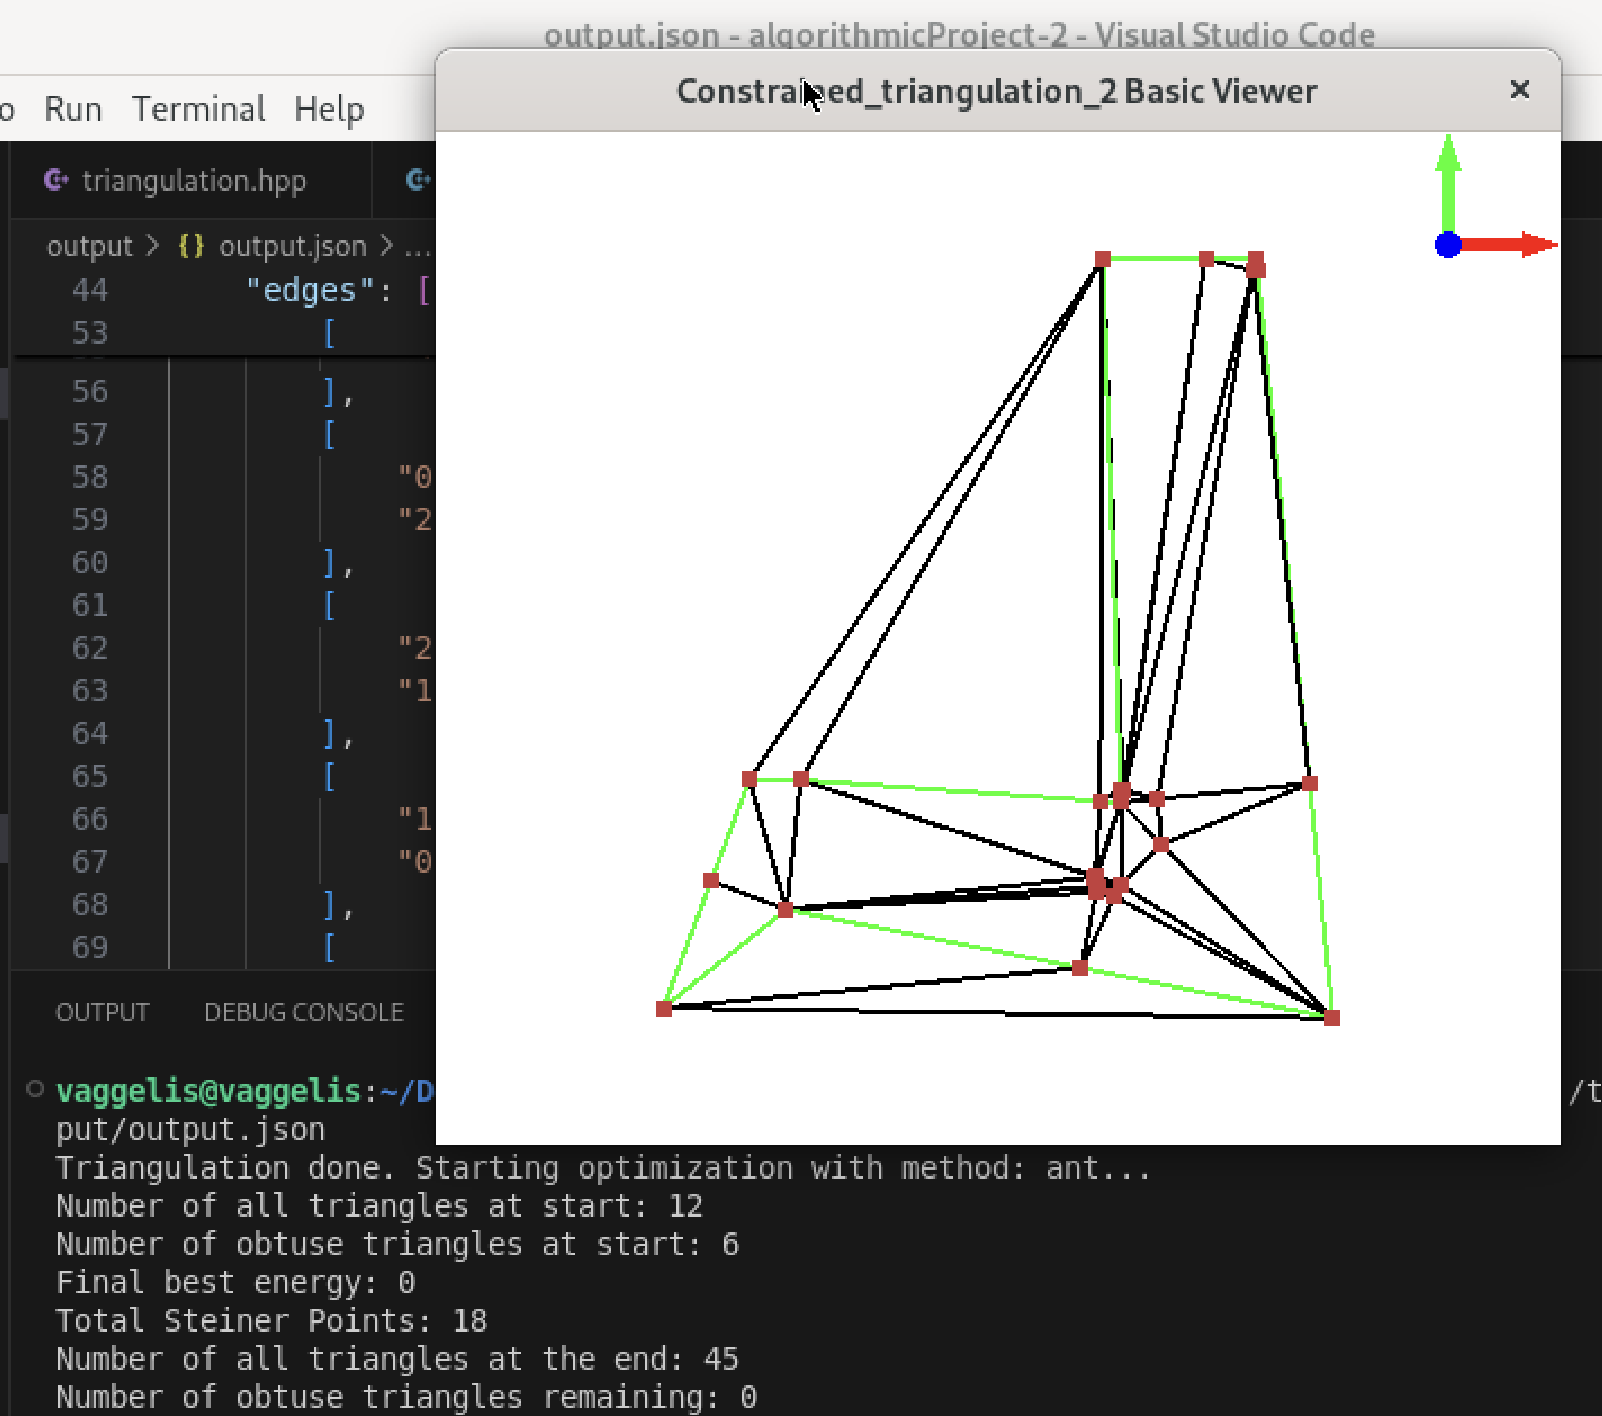 output.json - algorithmicProject-2 - Visual Studio Code
Constrained_triangulation_2 Basic Viewer ×
o Run Terminal Help
triangulation.hpp
output > {} output.json > ...
44 "edges": [
53 [
56 ],
57 [
58 "0
59 "2
60 ],
61 [
62 "2
63 "1
64 ],
65 [
66 "1
67 "0
68 ],
69 [
OUTPUT DEBUG CONSOLE
vaggelis@vaggelis:~/D /t
put/output.json
Triangulation done. Starting optimization with method: ant...
Number of all triangles at start: 12
Number of obtuse triangles at start: 6
Final best energy: 0
Total Steiner Points: 18
Number of all triangles at the end: 45
Number of obtuse triangles remaining: 0